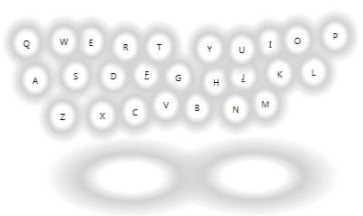 Q W E R T Y U I O P
A S D F G H J K L
Z X C V B N M